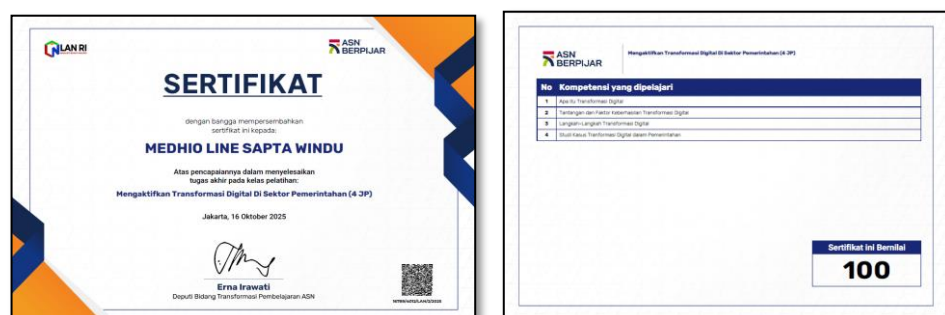 LAN RI
ASN
BERPIJAR
SERTIFIKAT
dengan bangga mempersembahkan
sertifikat ini kepada:
MEDHIO LINE SAPTA WINDU
Atas pencapaiannya dalam menyelesaikan
tugas akhir pada kelas pelatihan:
Mengaktifkan Transformasi Digital Di Sektor Pemerintahan (4 JP)
Jakarta, 16 Oktober 2025
Erna Irawati
Deputi Bidang Transformasi Pembelajaran ASN
ASN
BERPIJAR
Mengaktifkan Transformasi Digital Di Sektor Pemerintahan (4 JP)
No Kompetensi yang dipelajari
1 Apa itu Transformasi Digital
2 Tantangan dan Faktor Keberhasilan Transformasi Digital
3 Langkah-Langkah Transformasi Digital
4 Studi Kasus Tranformasi Digital dalam Pemerintahan
Sertifikat Ini Bernilai
100